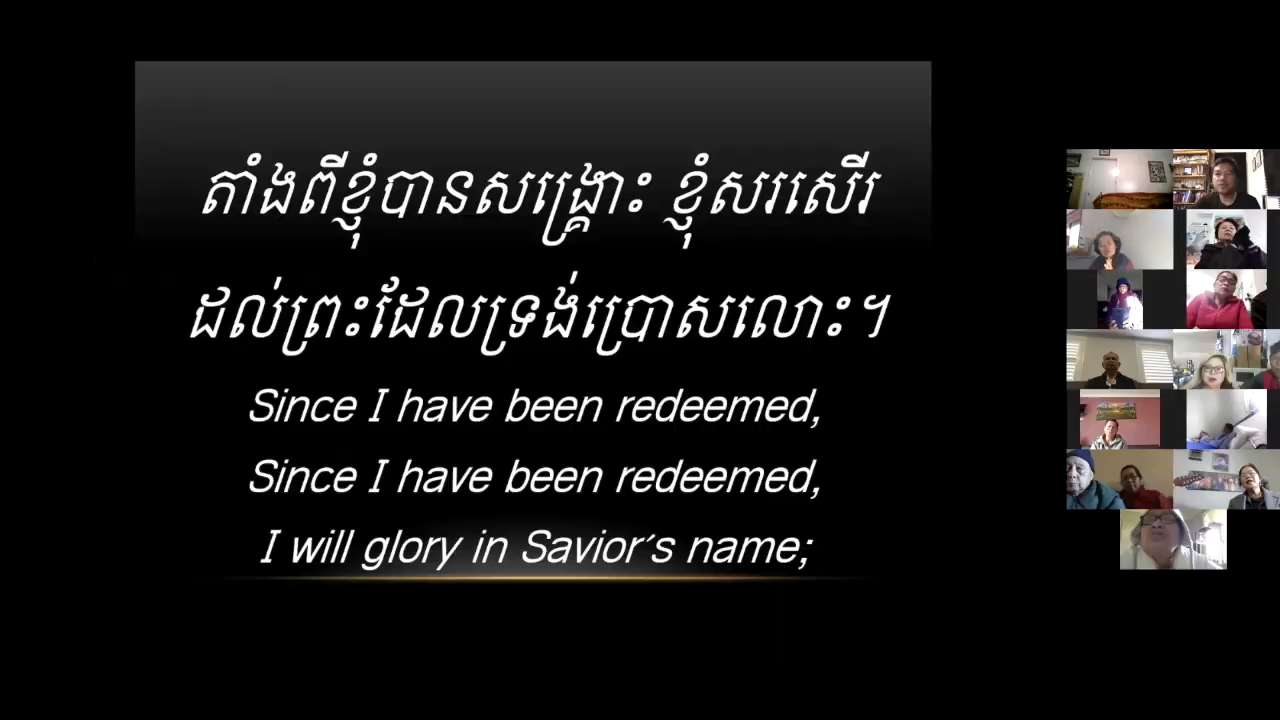 តាំងពីខ្ញុំបានសង្គ្រោះ ខ្ញុំសរសើរ
ដល់ព្រះដែលទ្រង់ប្រោសលោះ។
Since I have been redeemed,
Since I have been redeemed,
I will glory in Savior's name;